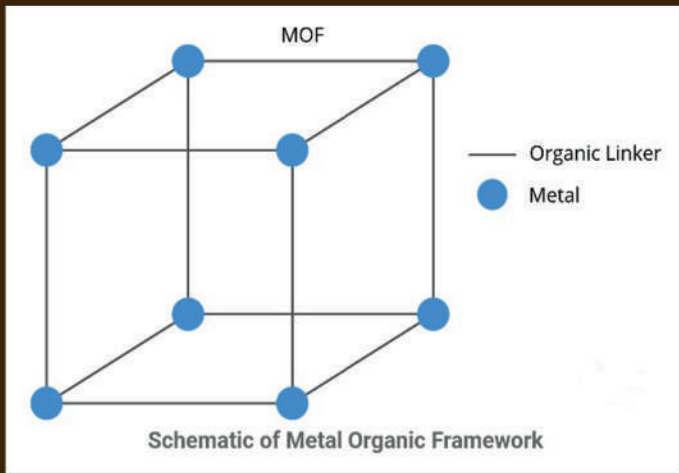 MOF
Organic Linker
Metal
Schematic of Metal Organic Framework